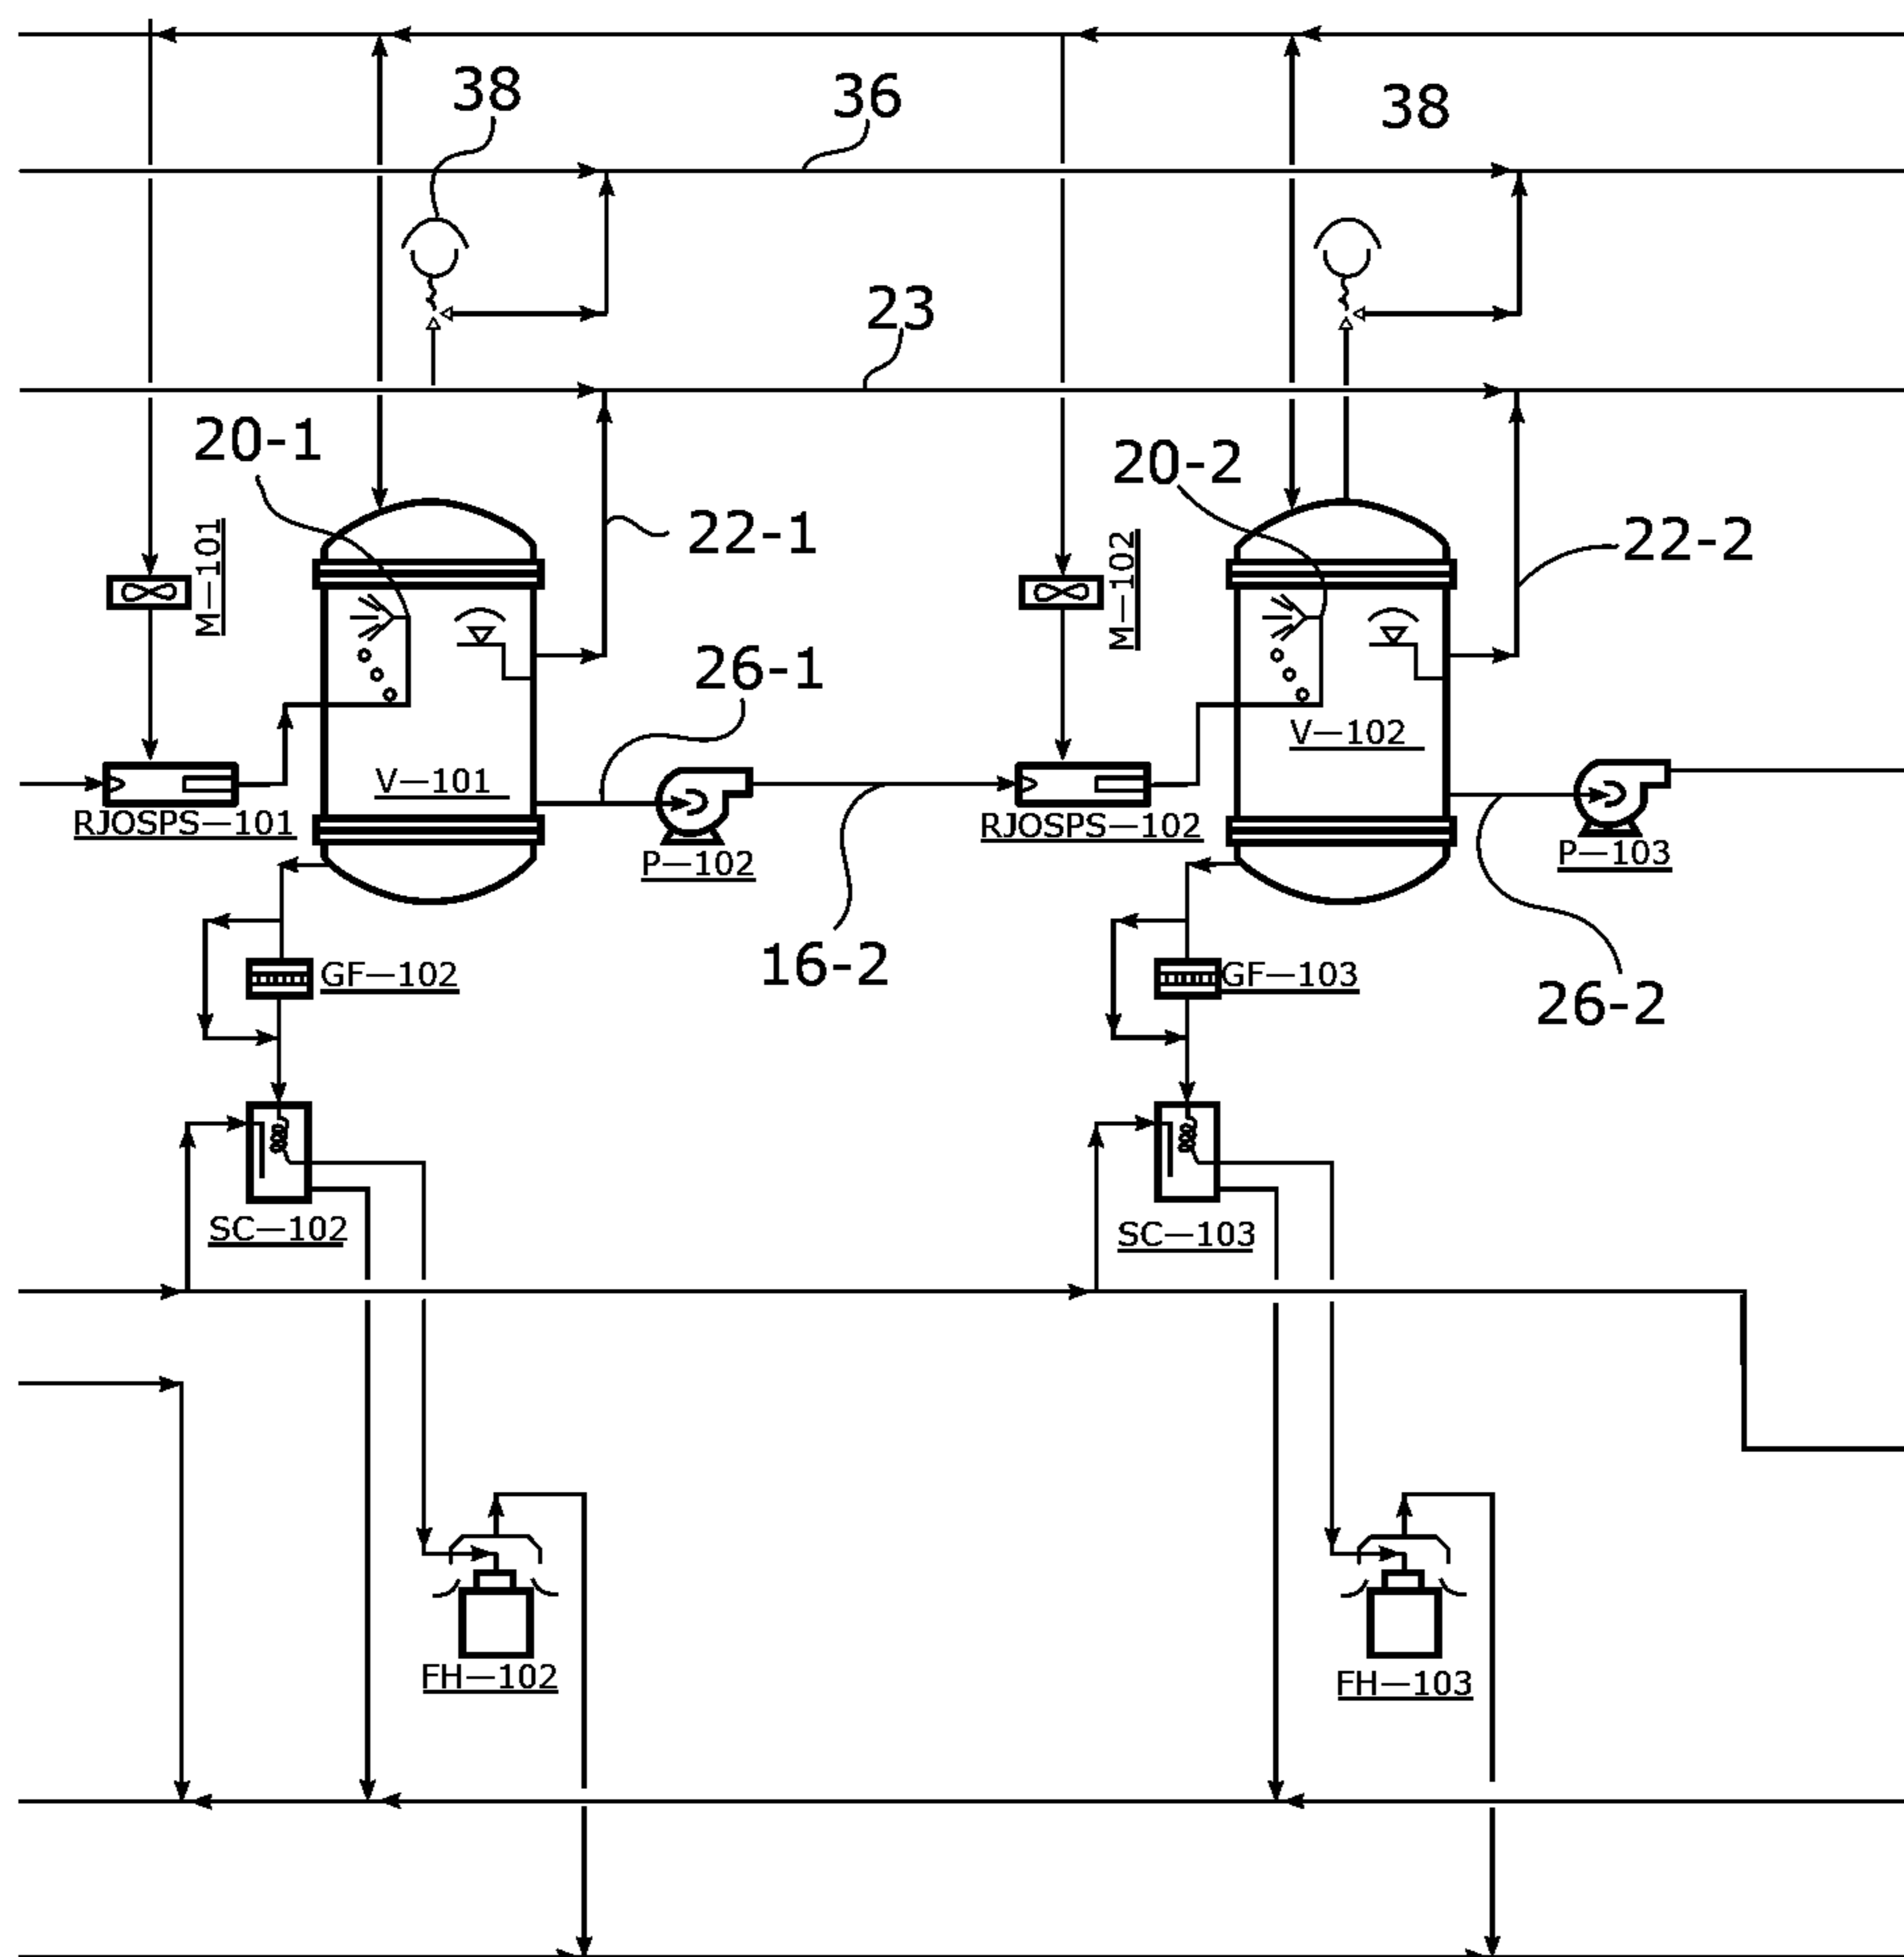 38
36
38
23
20-1
20-2
22-1
22-2
M—101
M—102
26-1
V—101
V—102
RJOSPS—101
P—102
RJOSPS—102
P—103
16-2
26-2
GF—102
GF—103
SC—102
SC—103
FH—102
FH—103